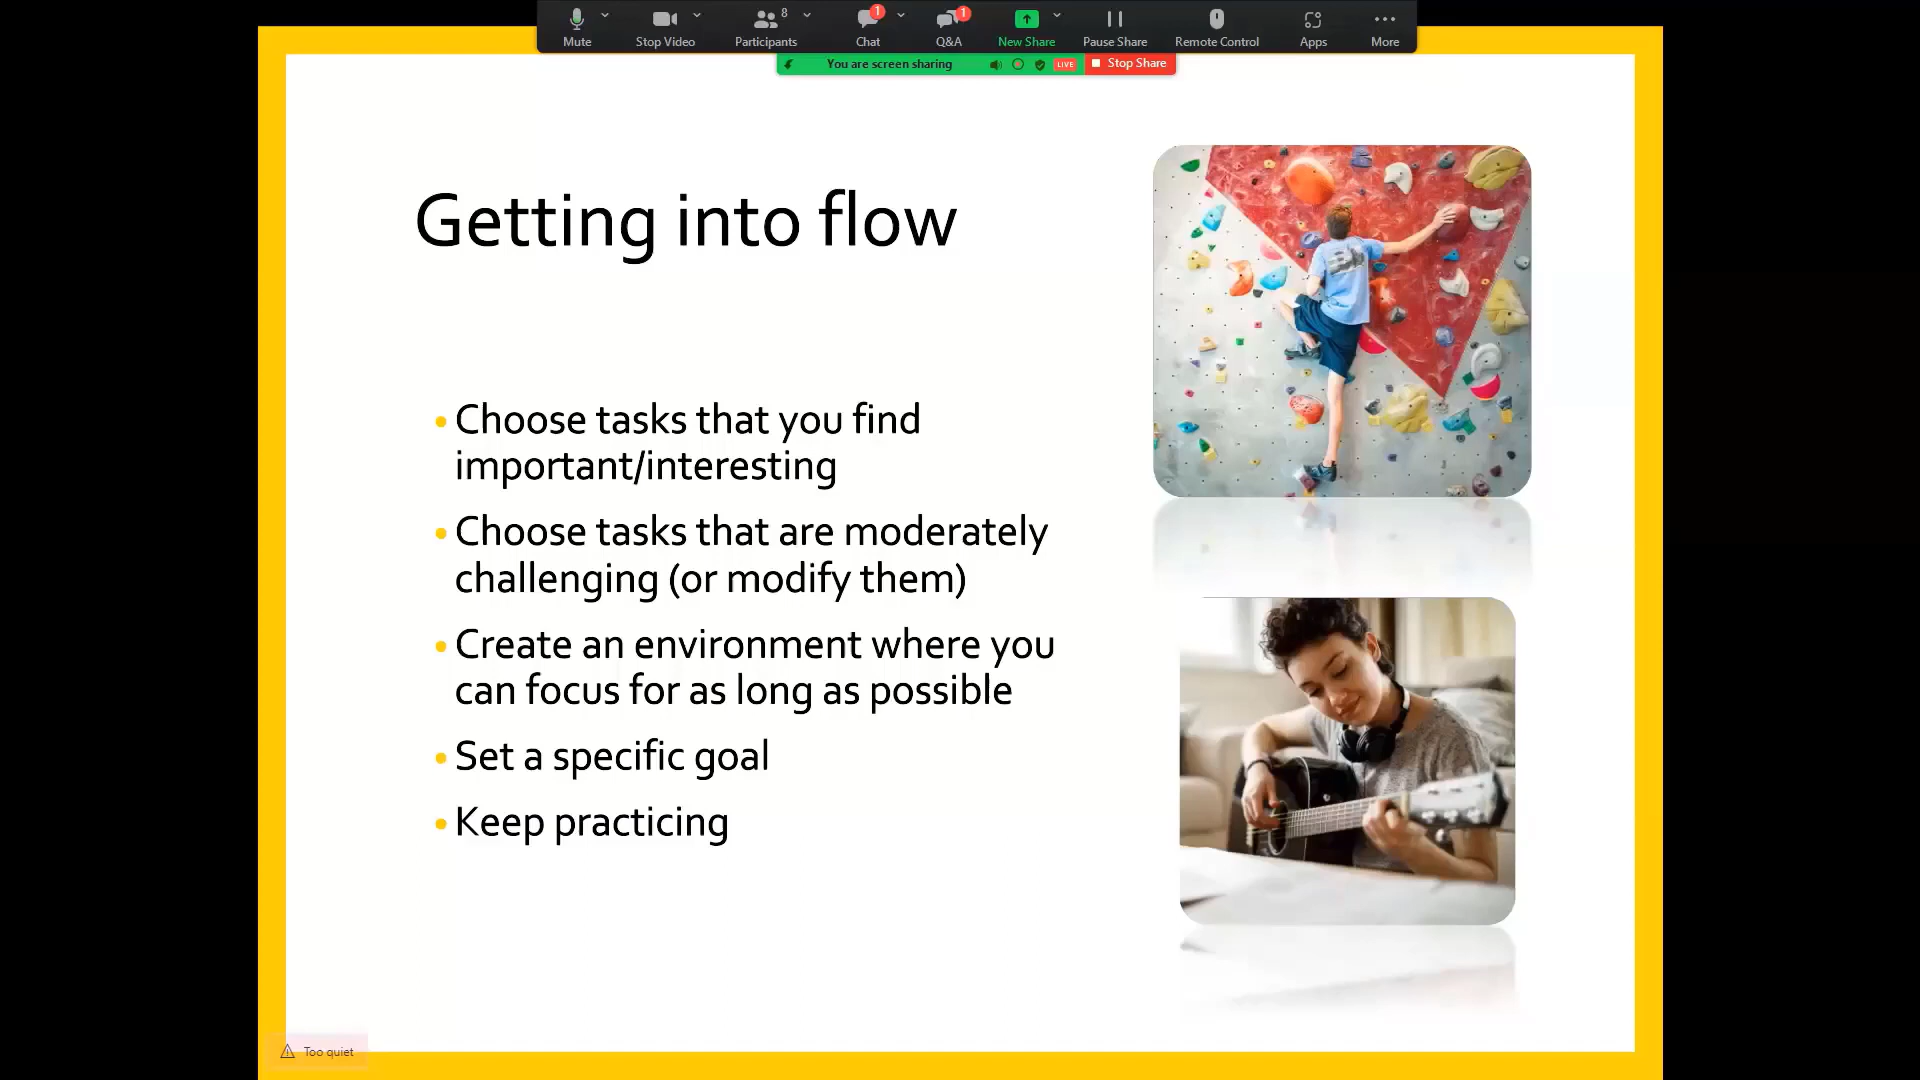 8
1
1
Mute
Stop Video
Participants
Chat
Q&A
New Share
Pause Share
Remote Control
Apps
More
You are screen sharing
LIVE
Stop Share
Getting into flow
• Choose tasks that you find
important/interesting
• Choose tasks that are moderately
challenging (or modify them)
• Create an environment where you
can focus for as long as possible
• Set a specific goal
• Keep practicing
Too quiet